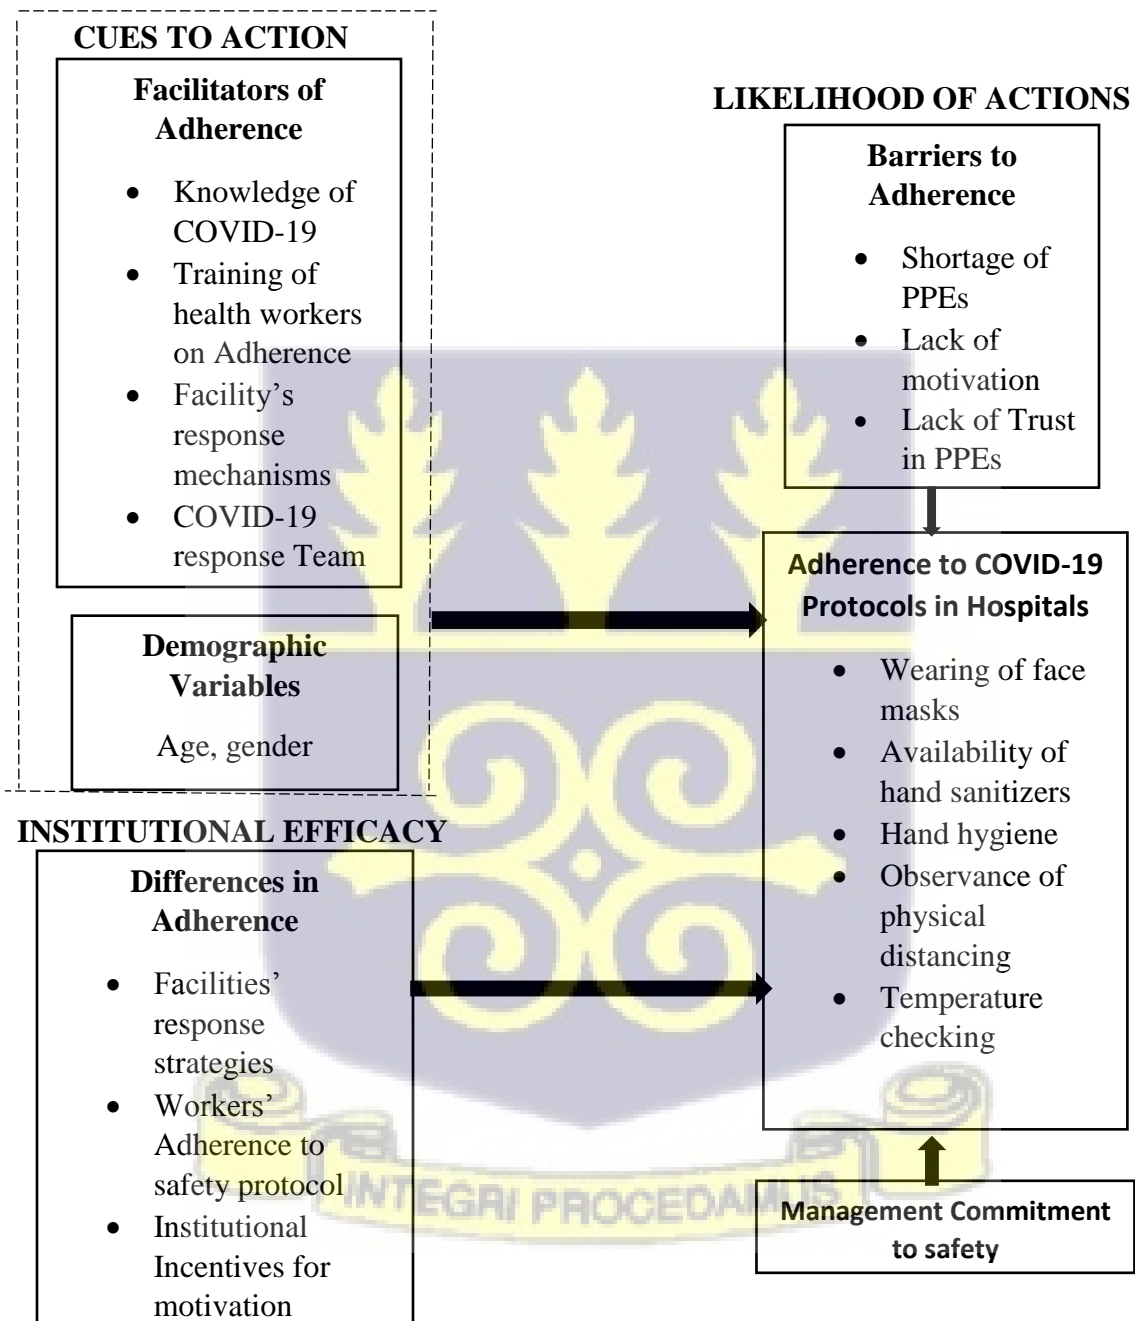 CUES TO ACTION
Facilitators of
Adherence
• Knowledge of
COVID-19
• Training of
health workers
on Adherence
• Facility’s
response
mechanisms
• COVID-19
response Team
Demographic
Variables
Age, gender
INSTITUTIONAL EFFICACY
Differences in
Adherence
• Facilities’
response
strategies
• Workers’
Adherence to
safety protocol
• Institutional
Incentives for
motivation
LIKELIHOOD OF ACTIONS
Barriers to
Adherence
• Shortage of
PPEs
• Lack of
motivation
• Lack of Trust
in PPEs
Adherence to COVID-19
Protocols in Hospitals
• Wearing of face
masks
• Availability of
hand sanitizers
• Hand hygiene
• Observance of
physical
distancing
• Temperature
checking
Management Commitment
to safety
INTEGRI PROCEDAMUS